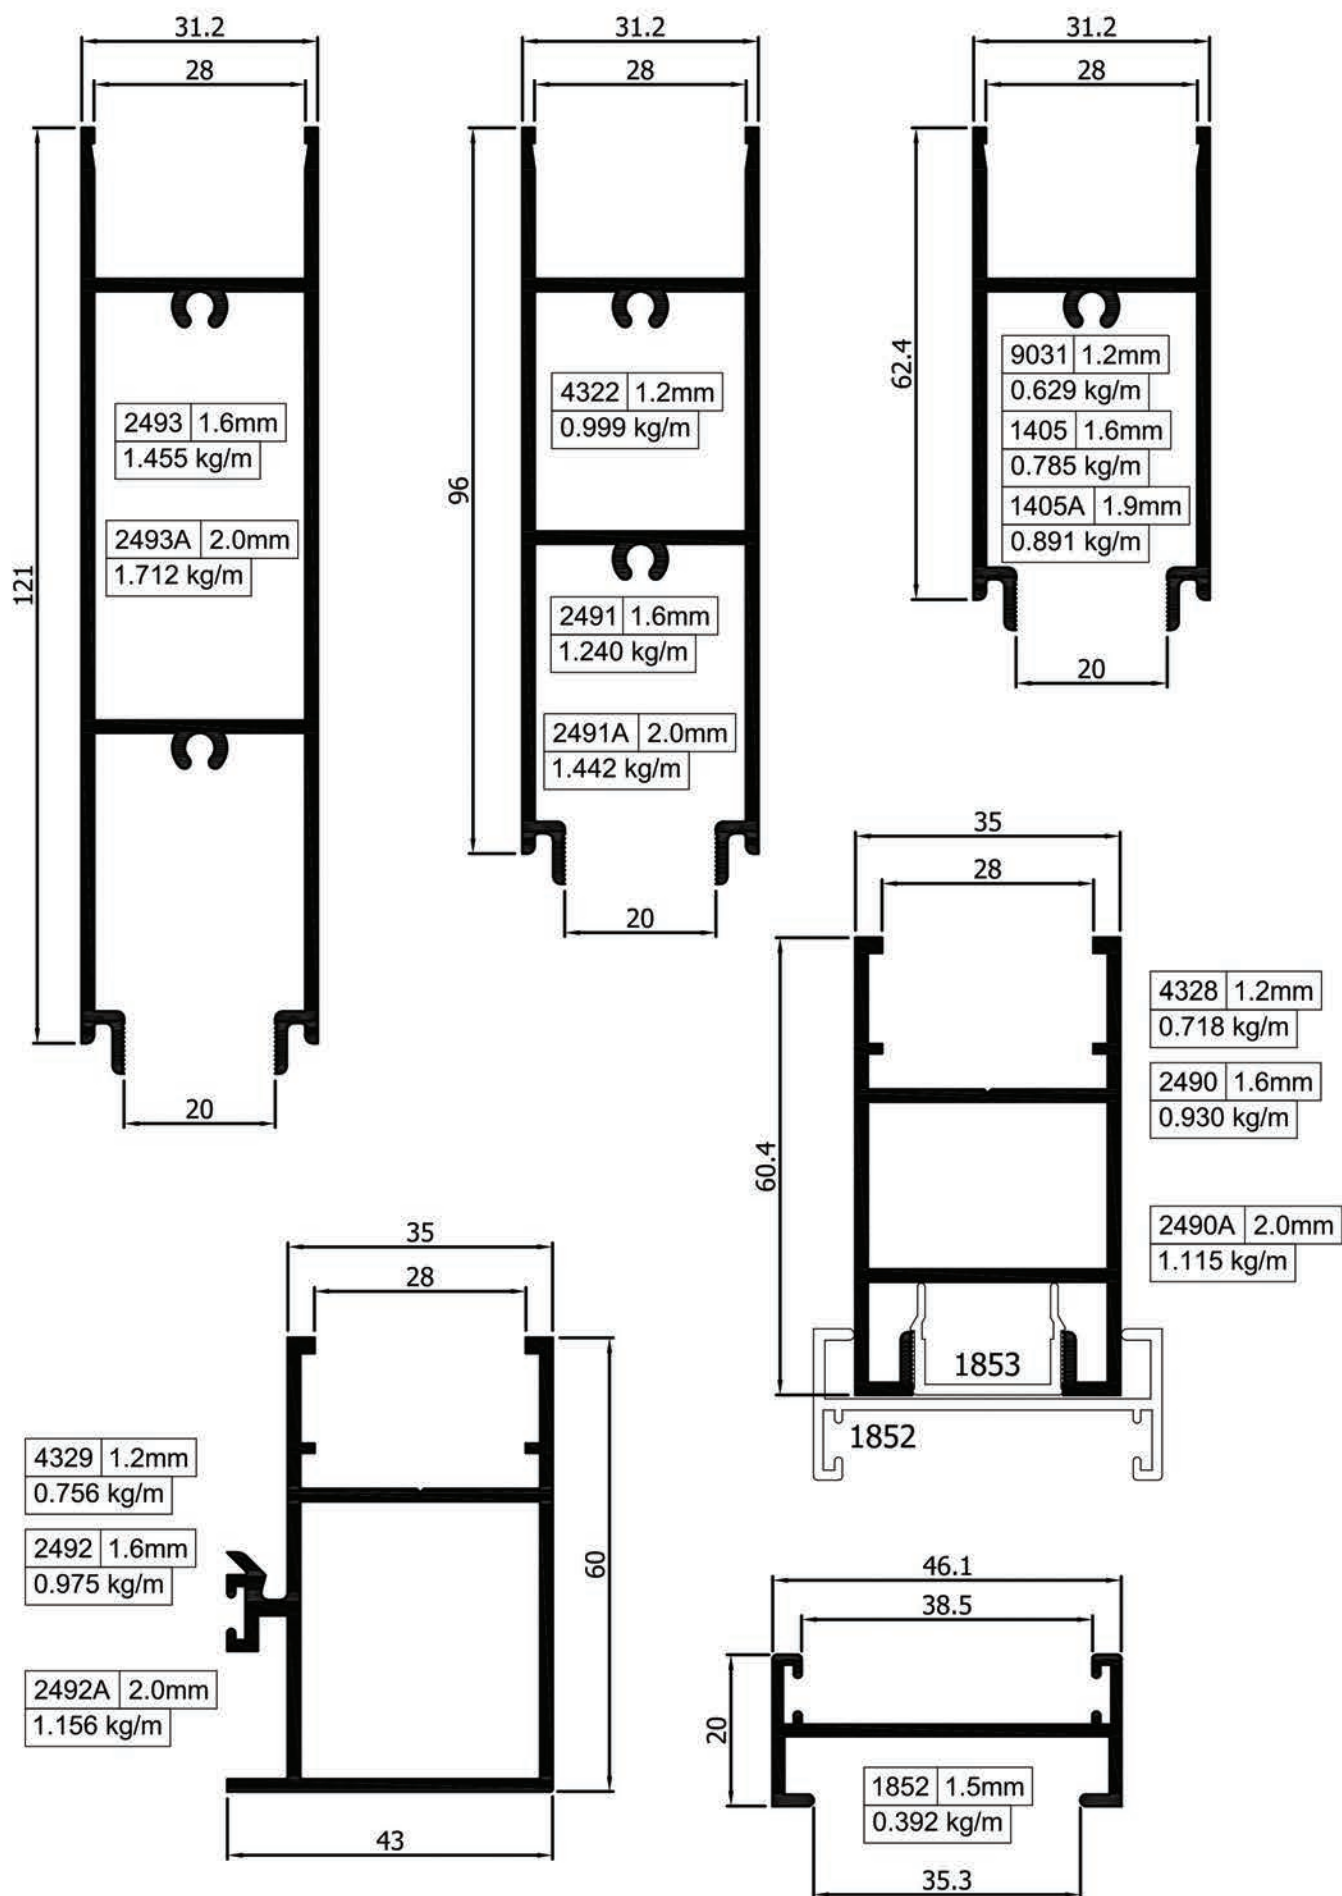 31.2
28
121
2493 1.6mm
1.455 kg/m
2493A 2.0mm
1.712 kg/m
20
31.2
28
96
4322 1.2mm
0.999 kg/m
2491 1.6mm
1.240 kg/m
2491A 2.0mm
1.442 kg/m
20
31.2
28
62.4
9031 1.2mm
0.629 kg/m
1405 1.6mm
0.785 kg/m
1405A 1.9mm
0.891 kg/m
20
35
28
60.4
4328 1.2mm
0.718 kg/m
2490 1.6mm
0.930 kg/m
2490A 2.0mm
1.115 kg/m
1853
1852
35
28
60
4329 1.2mm
0.756 kg/m
2492 1.6mm
0.975 kg/m
2492A 2.0mm
1.156 kg/m
43
46.1
38.5
20
1852 1.5mm
0.392 kg/m
35.3